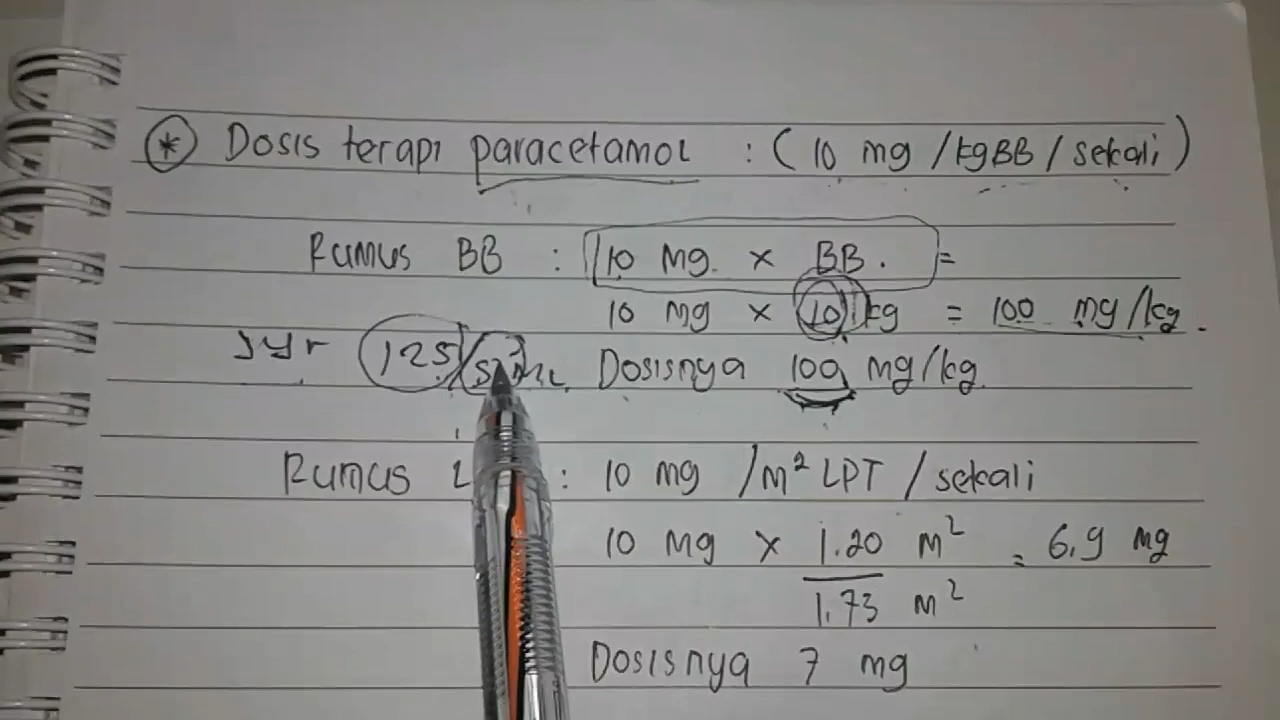 * Dosis terapi paracetamol : (10 mg /kgBB / sekali)
Rumus BB : 10 Mg. x BB. =
10 mg x 10 kg = 100 mg/kg.
syr 125/5 Dosisnya 100 mg/kg.
Rumus L : 10 mg /M² LPT / sekali
10 Mg x 1.20 M² = 6,9 mg
1.73 M²
Dosisnya 7 mg